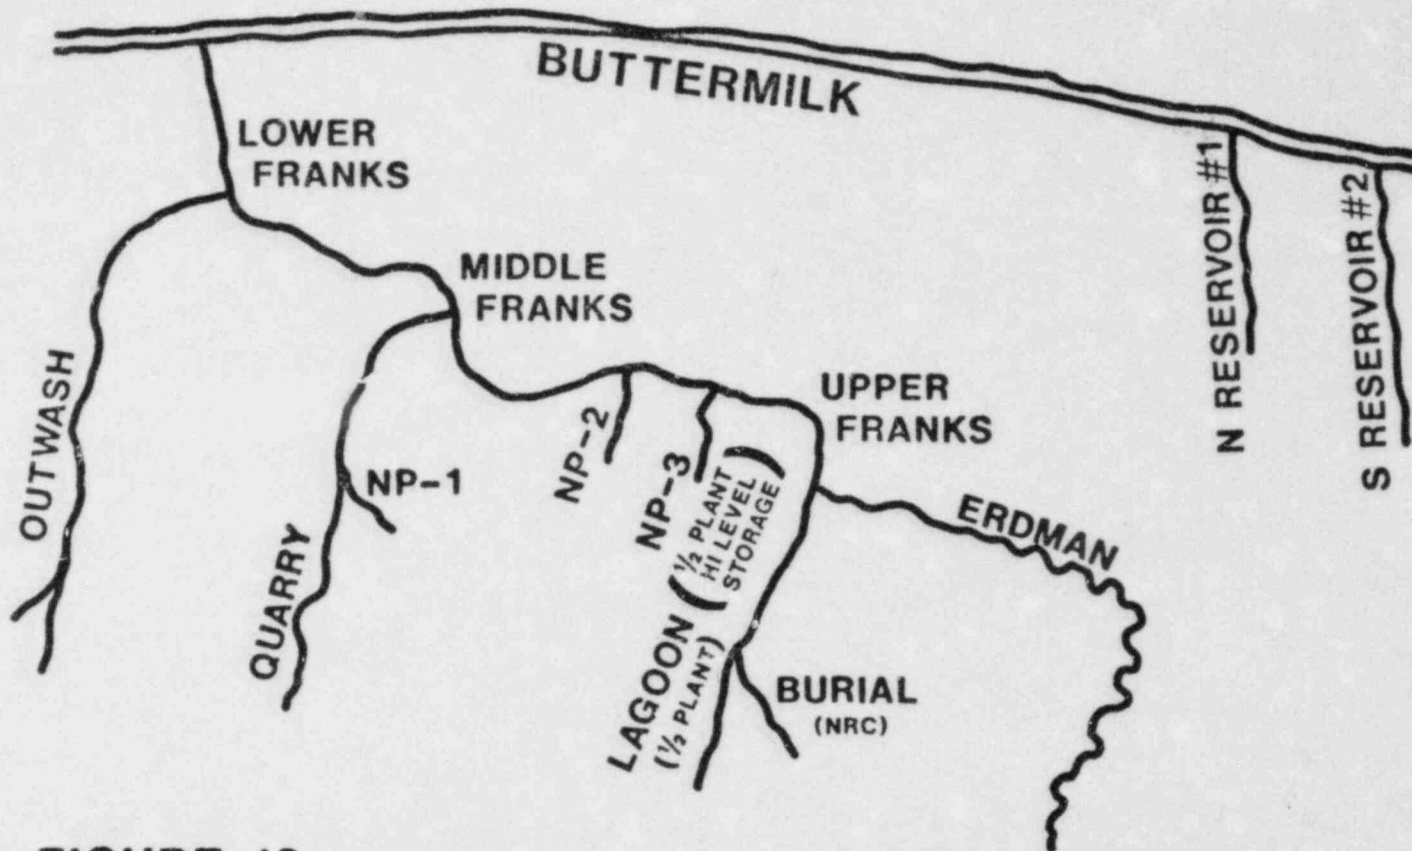 BUTTERMILK
LOWER
FRANKS
MIDDLE
FRANKS
UPPER
FRANKS
N RESERVOIR #1
S RESERVOIR #2
OUTWASH
QUARRY
NP-1
NP-2
NP-3
(½ PLANT
HI LEVEL
STORAGE)
LAGOON
(½ PLANT)
ERDMAN
BURIAL
(NRC)